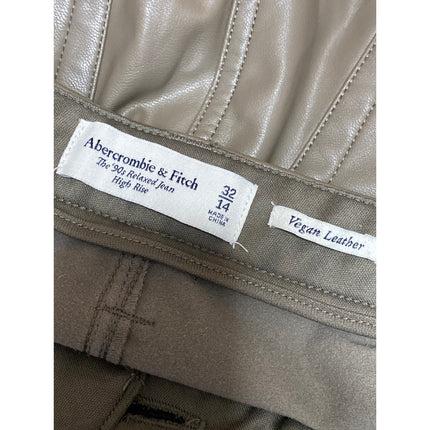 Abercrombie & Fitch
The '90s Relaxed Jean
High Rise
32
14
MADE IN
CHINA
Vegan Leather